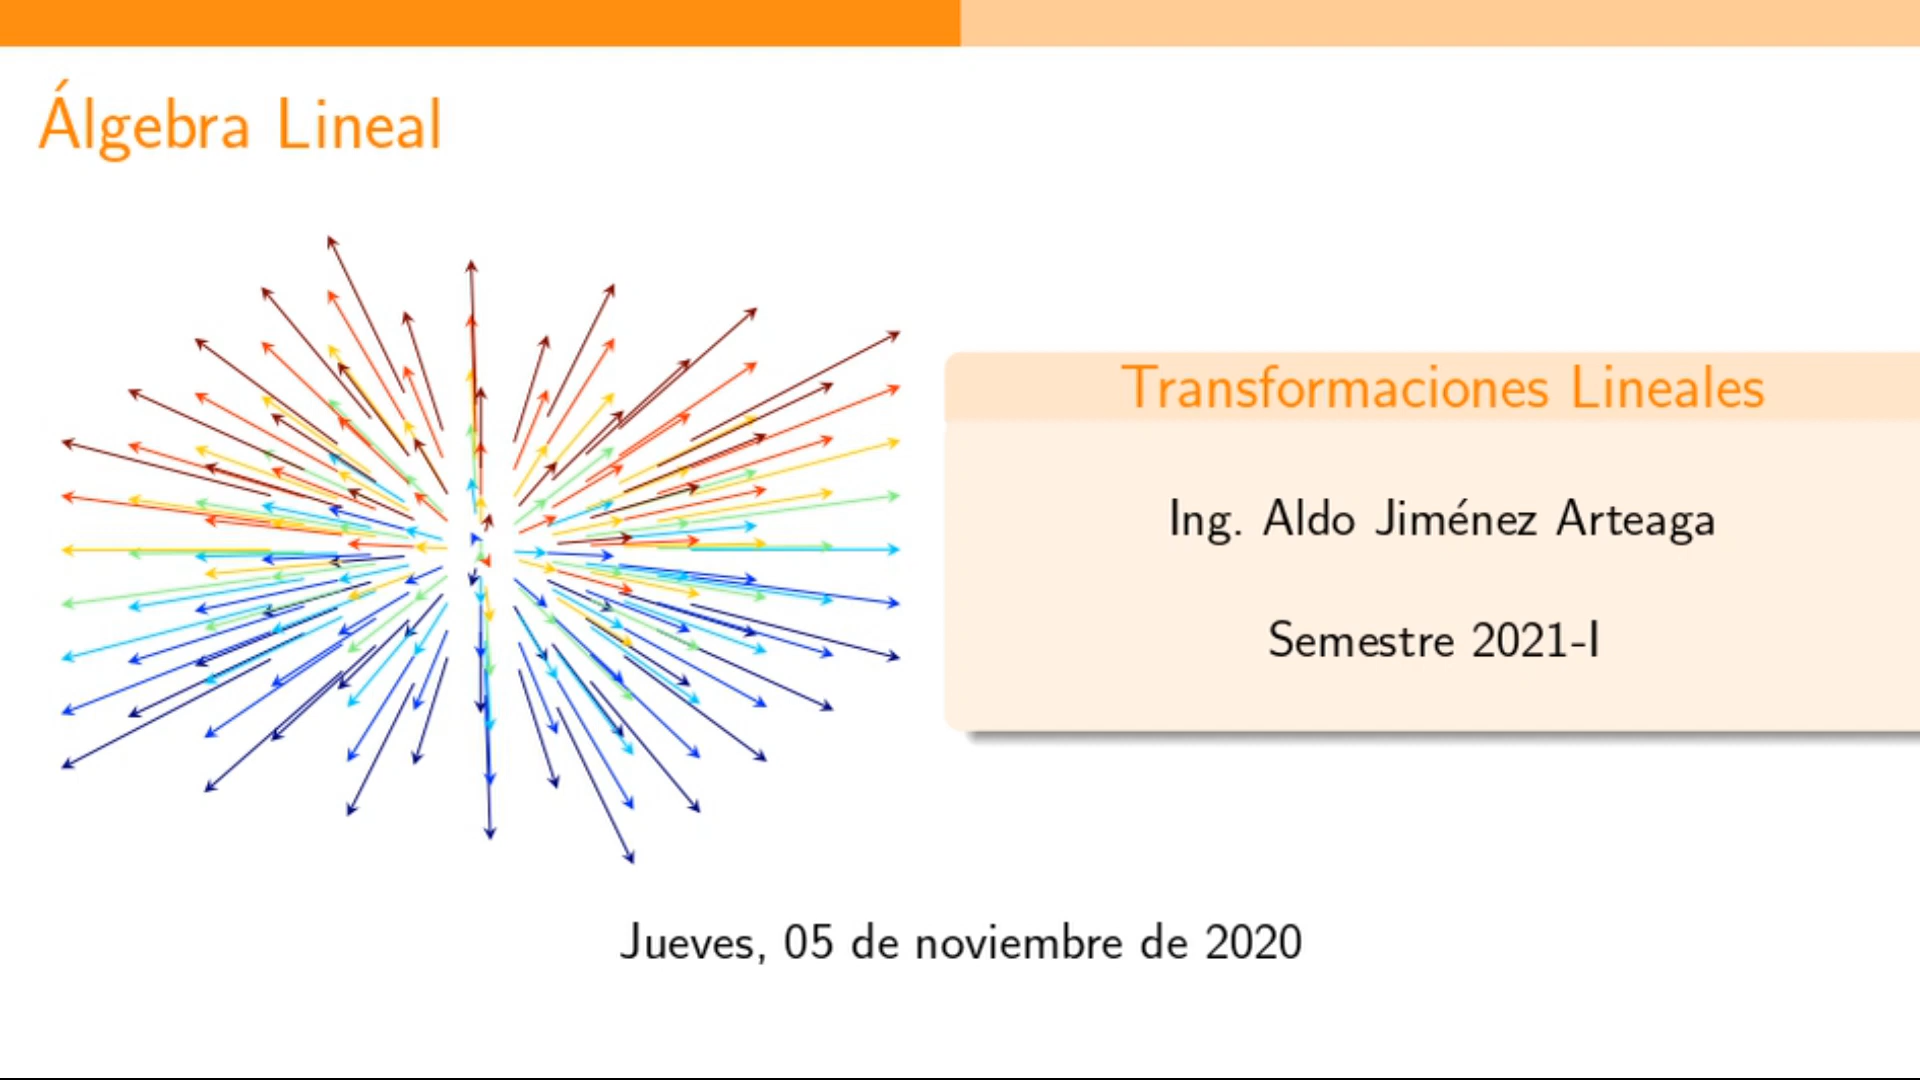 Álgebra Lineal
Transformaciones Lineales
Ing. Aldo Jiménez Arteaga
Semestre 2021-I
Jueves, 05 de noviembre de 2020